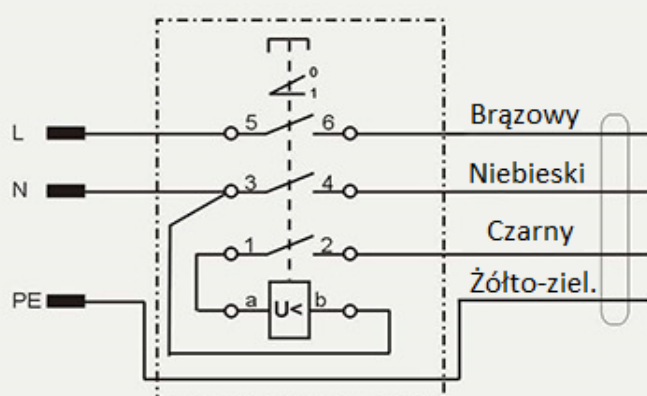 0
1
L 5 6 Brązowy
N 3 4 Niebieski
1 2 Czarny
PE a U< b Żółto-ziel.